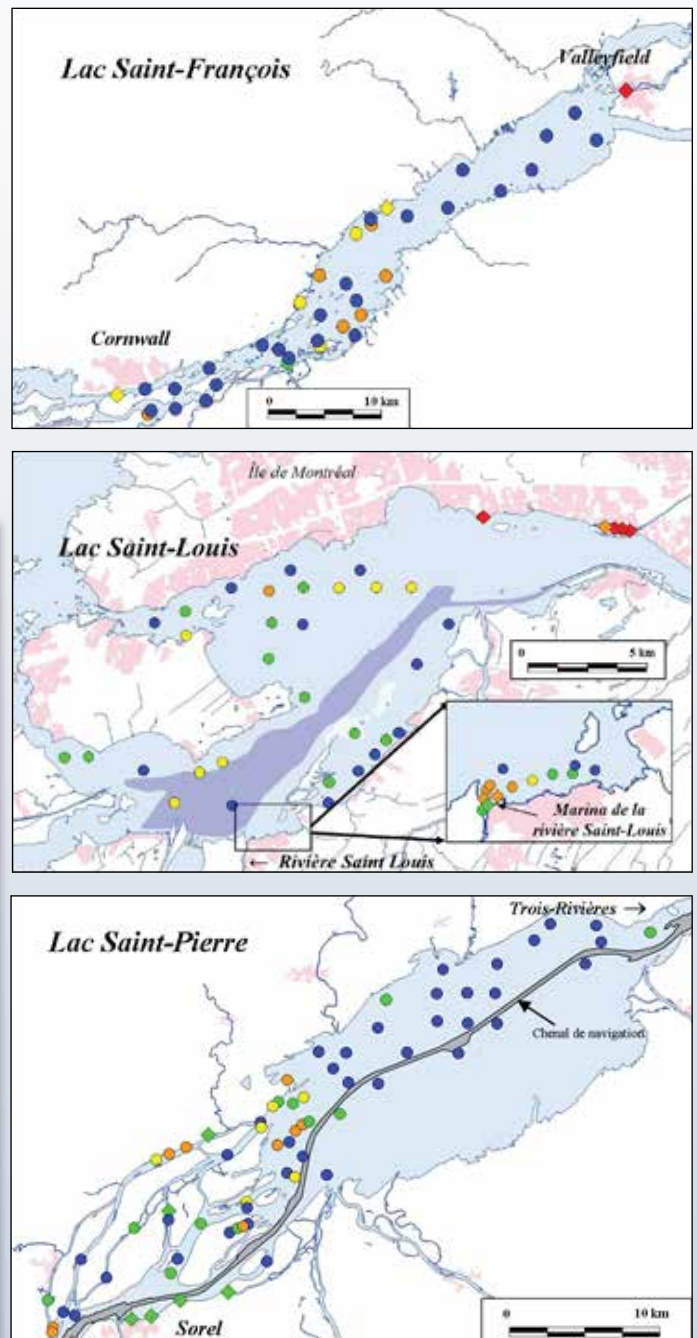 Lac Saint-François
Valleyfield
Cornwall
0 10 km
Île de Montréal
Lac Saint-Louis
0 5 km
Marina de la
rivière Saint-Louis
← Rivière Saint Louis
Trois-Rivières →
Lac Saint-Pierre
Chenal de navigation
Sorel
0 10 km